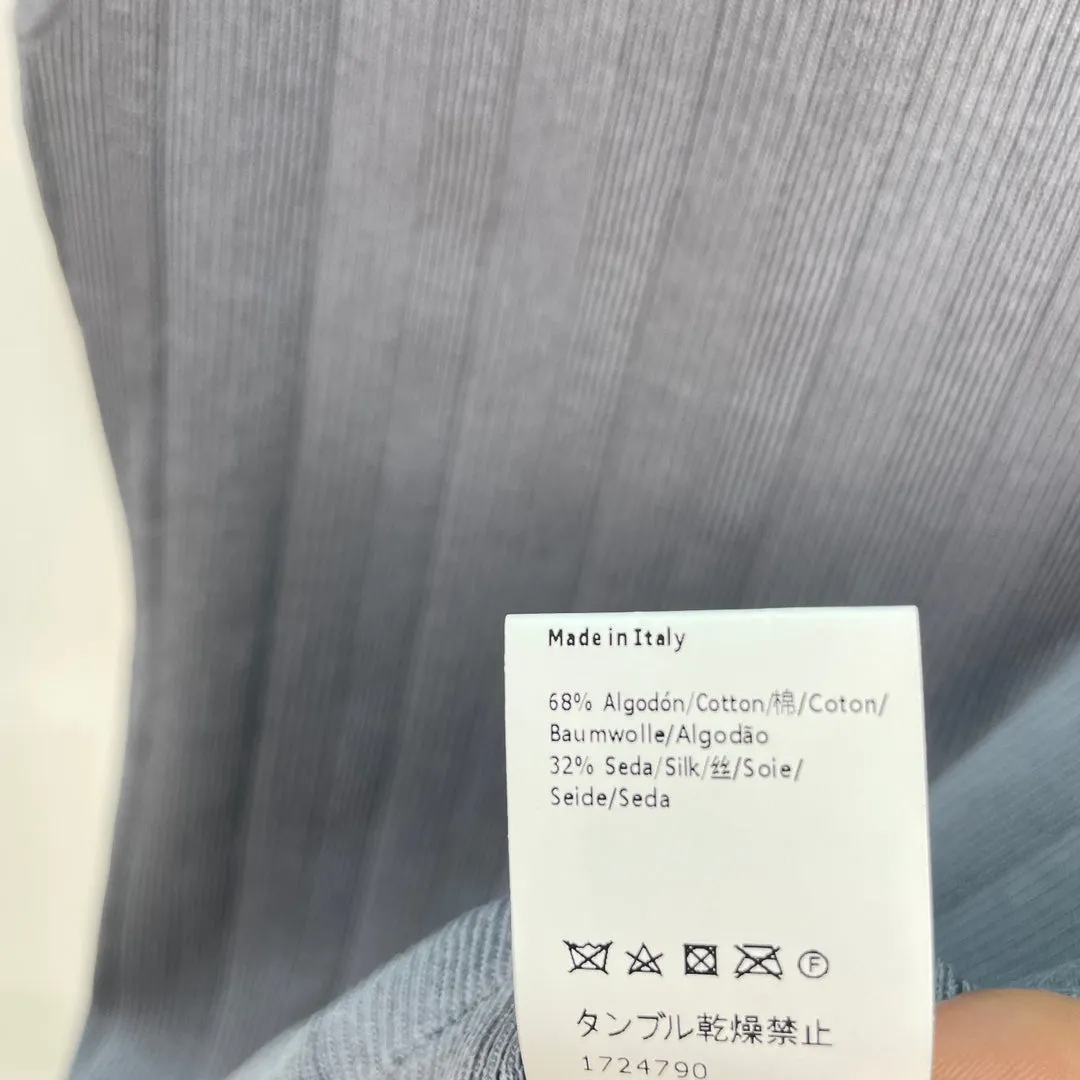 Made in Italy
68% Algodón/Cotton/棉/Coton/
Baumwolle/Algodão
32% Seda/Silk/丝/Soie/
Seide/Seda
F
タンブル乾燥禁止
1724790